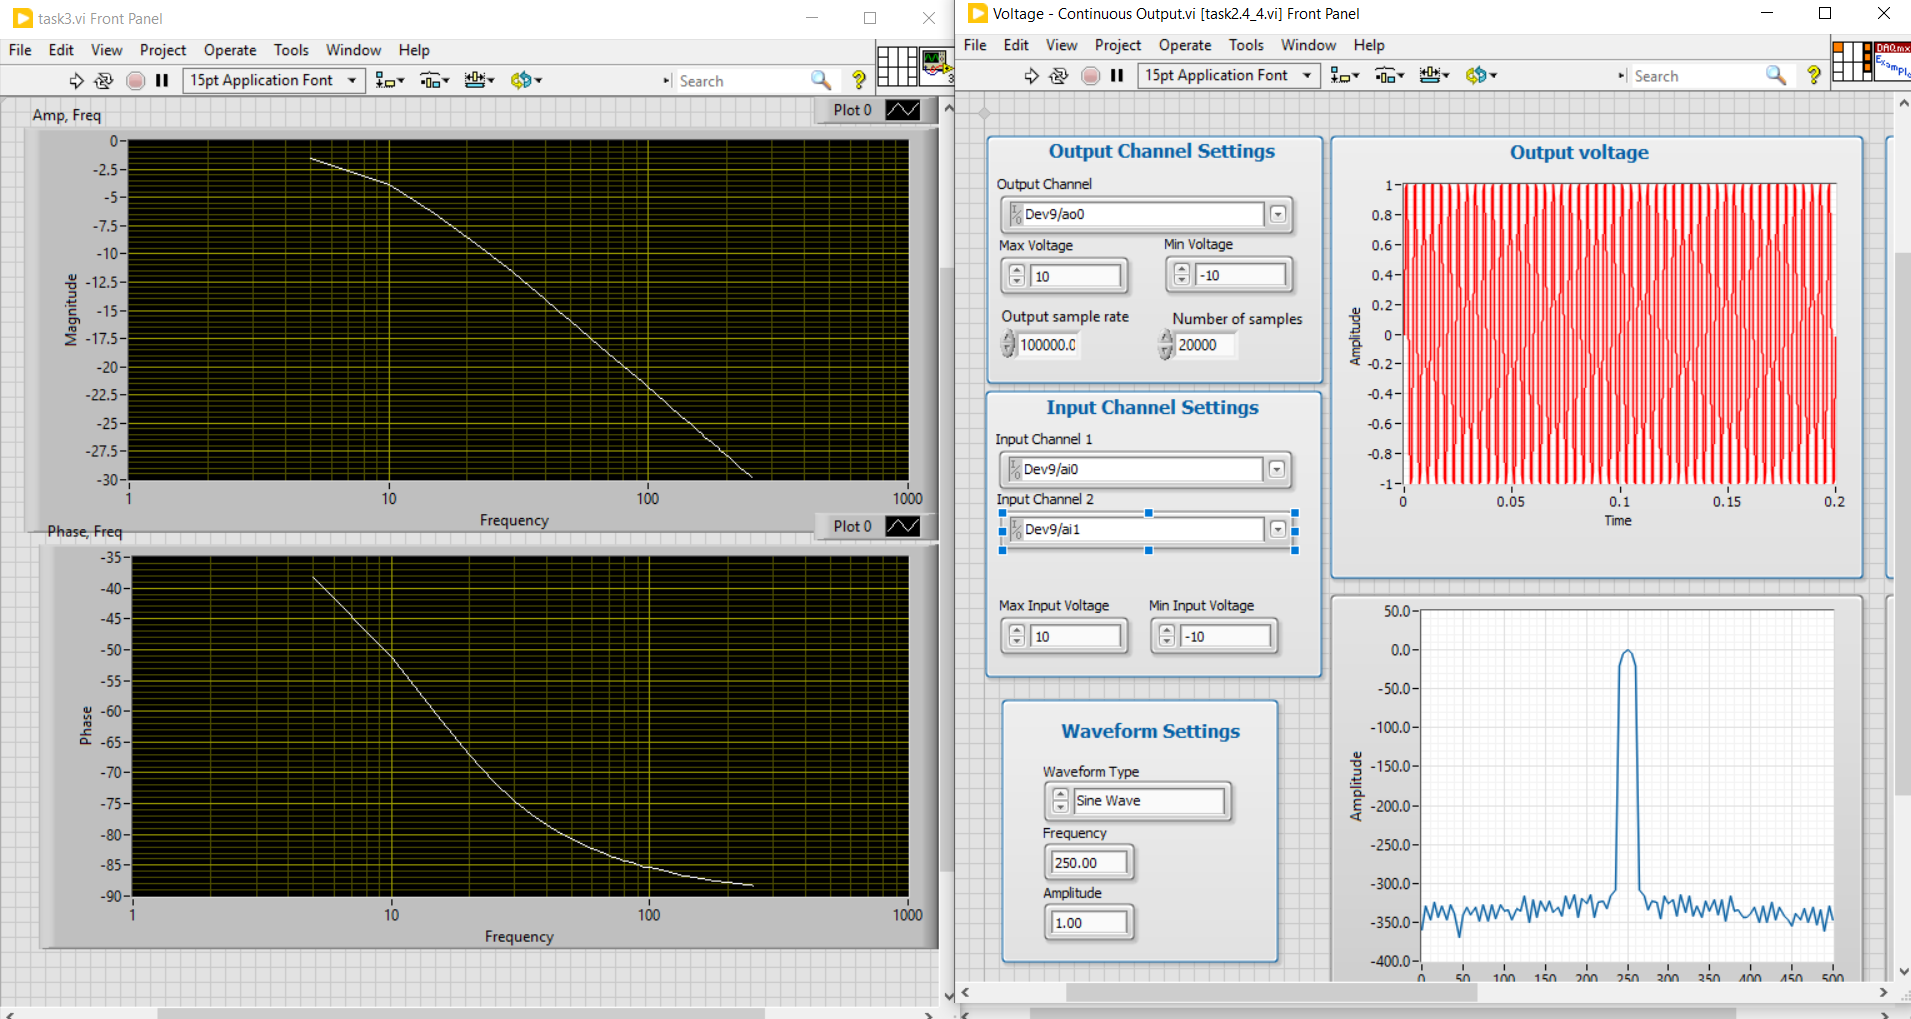 task3.vi Front Panel
File Edit View Project Operate Tools Window Help
15pt Application Font
Search
?
3
Amp, Freq
Plot 0
Magnitude
0
-2.5
-5
-7.5
-10
-12.5
-15
-17.5
-20
-22.5
-25
-27.5
-30
1 10 100 1000
Frequency
Phase, Freq
Plot 0
Phase
-35
-40
-45
-50
-55
-60
-65
-70
-75
-80
-85
-90
1 10 100 1000
Frequency
Voltage - Continuous Output.vi [task2.4_4.vi] Front Panel
File Edit View Project Operate Tools Window Help
15pt Application Font
Search
?
DAQmx
Example
Output Channel Settings
Output Channel
I/O Dev9/ao0
Max Voltage Min Voltage
10 -10
Output sample rate Number of samples
100000.0 20000
Input Channel Settings
Input Channel 1
I/O Dev9/ai0
Input Channel 2
I/O Dev9/ai1
Max Input Voltage Min Input Voltage
10 -10
Waveform Settings
Waveform Type
Sine Wave
Frequency
250.00
Amplitude
1.00
Output voltage
Amplitude
1
0.8
0.6
0.4
0.2
0
-0.2
-0.4
-0.6
-0.8
-1
0 0.05 0.1 0.15 0.2
Time
Amplitude
50.0
0.0
-50.0
-100.0
-150.0
-200.0
-250.0
-300.0
-350.0
-400.0
0 50 100 150 200 250 300 350 400 450 500